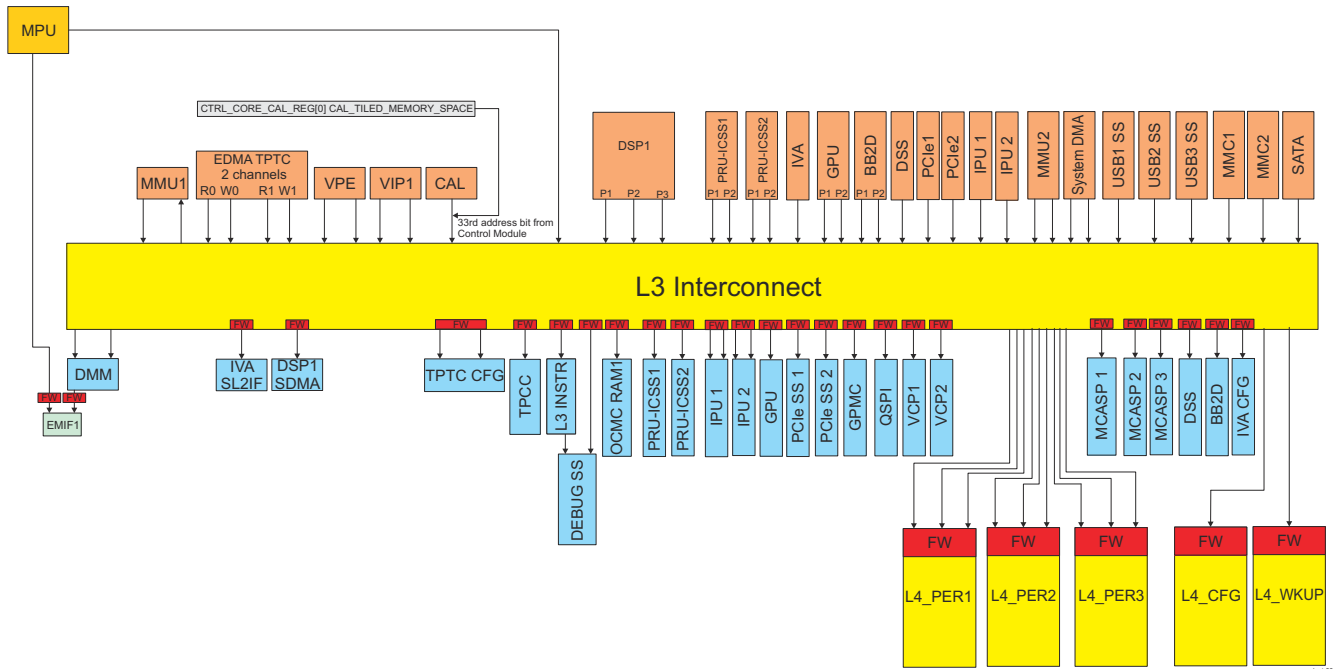 MPU
CTRL_CORE_CAL_REG[0] CAL_TILED_MEMORY_SPACE
MMU1
EDMA TPTC
2 channels
R0 W0 R1 W1
VPE
VIP1
CAL
33rd address bit from
Control Module
DSP1
P1 P2 P3
PRU-ICSS1
P1 P2
PRU-ICSS2
P1 P2
IVA
GPU
P1 P2
BB2D
P1 P2
DSS
PCIe1
PCIe2
IPU 1
IPU 2
MMU2
System DMA
USB1 SS
USB2 SS
USB3 SS
MMC1
MMC2
SATA
L3 Interconnect
FW FW FW FW FW FW FW FW FW FW FW FW FW FW FW FW FW FW FW FW FW FW FW FW FW
DMM
FW FW
EMIF1
IVA
SL2IF
DSP1
SDMA
TPTC CFG
TPCC
L3 INSTR
DEBUG SS
OCMC RAM1
PRU-ICSS1
PRU-ICSS2
IPU 1
IPU 2
GPU
PCIe SS 1
PCIe SS 2
GPMC
QSPI
VCP1
VCP2
MCASP 1
MCASP 2
MCASP 3
DSS
BB2D
IVA CFG
FW
L4_PER1
FW
L4_PER2
FW
L4_PER3
FW
L4_CFG
FW
L4_WKUP